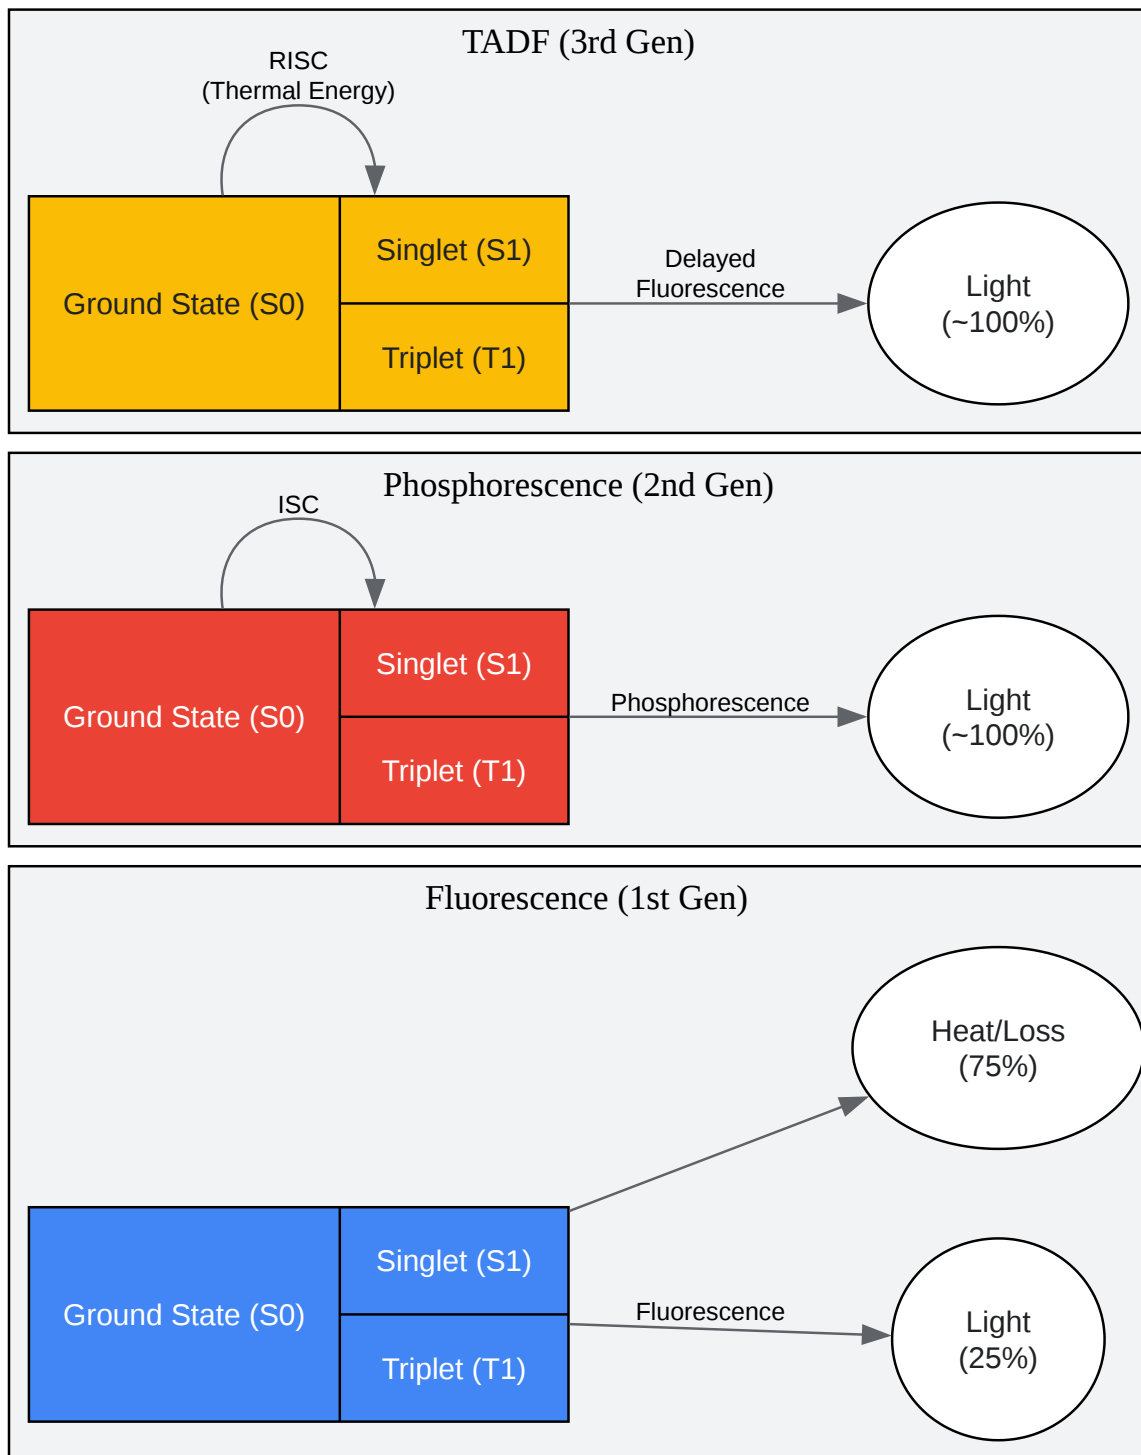 TADF (3rd Gen)
RISC
(Thermal Energy)
Ground State (S0)
Singlet (S1)
Triplet (T1)
Delayed
Fluorescence
Light
(~100%)
Phosphorescence (2nd Gen)
ISC
Ground State (S0)
Singlet (S1)
Triplet (T1)
Phosphorescence
Light
(~100%)
Fluorescence (1st Gen)
Heat/Loss
(75%)
Ground State (S0)
Singlet (S1)
Triplet (T1)
Fluorescence
Light
(25%)